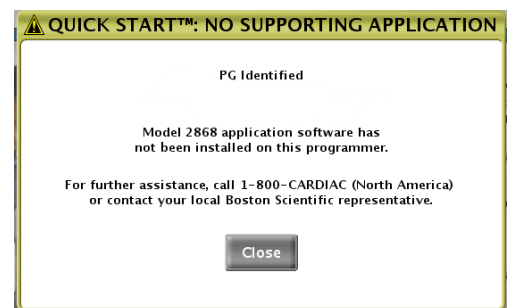 QUICK START™: NO SUPPORTING APPLICATION
PG Identified
Model 2868 application software has
not been installed on this programmer.
For further assistance, call 1-800-CARDIAC (North America)
or contact your local Boston Scientific representative.
Close